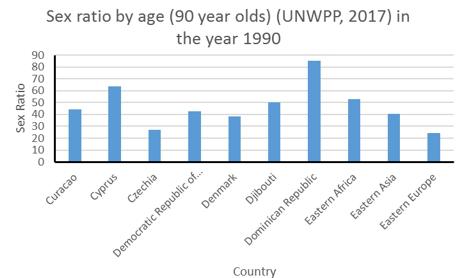 Sex ratio by age (90 year olds) (UNWPP, 2017) in
the year 1990
Sex Ratio
90
80
70
60
50
40
30
20
10
0
Curacao
Cyprus
Czechia
Democratic Republic of...
Denmark
Djibouti
Dominican Republic
Eastern Africa
Eastern Asia
Eastern Europe
Country